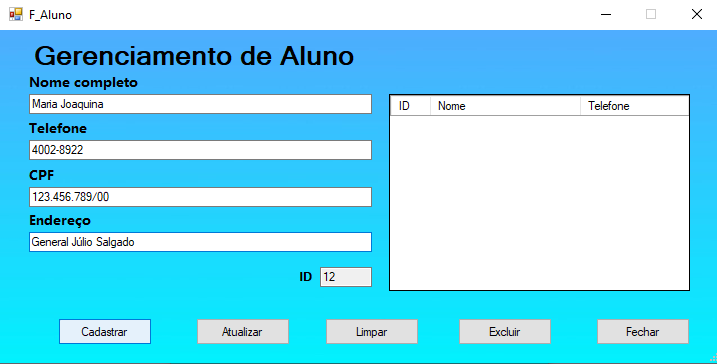 F_Aluno
Gerenciamento de Aluno
Nome completo
Maria Joaquina
Telefone
4002-8922
CPF
123.456.789/00
Endereço
General Júlio Salgado
ID 12
ID Nome Telefone
Cadastrar Atualizar Limpar Excluir Fechar